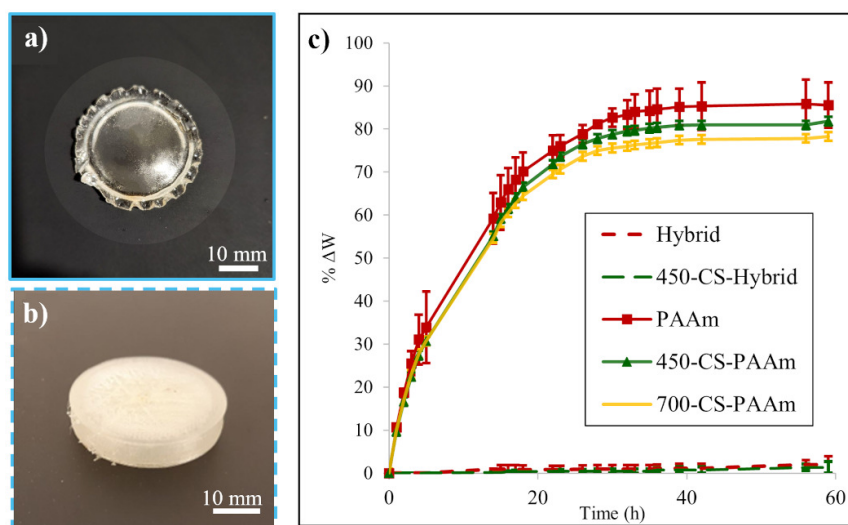 a)
10 mm
b)
10 mm
c)
100
90
80
70
60
50
40
30
20
10
0
% ΔW
Hybrid
450-CS-Hybrid
PAAm
450-CS-PAAm
700-CS-PAAm
0 20 40 60
Time (h)